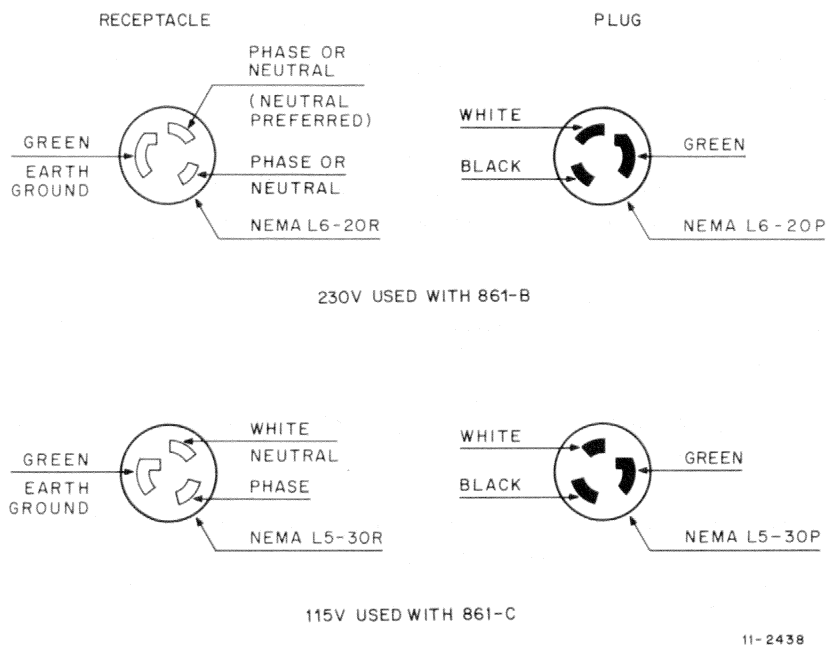 RECEPTACLE
PLUG
PHASE OR
NEUTRAL
(NEUTRAL
PREFERRED)
GREEN
EARTH
GROUND
PHASE OR
NEUTRAL
NEMA L6-20R
WHITE
BLACK
GREEN
NEMA L6-20P
230V USED WITH 861-B
WHITE
NEUTRAL
GREEN
EARTH
GROUND
PHASE
NEMA L5-30R
WHITE
BLACK
GREEN
NEMA L5-30P
115V USED WITH 861-C
11-2438